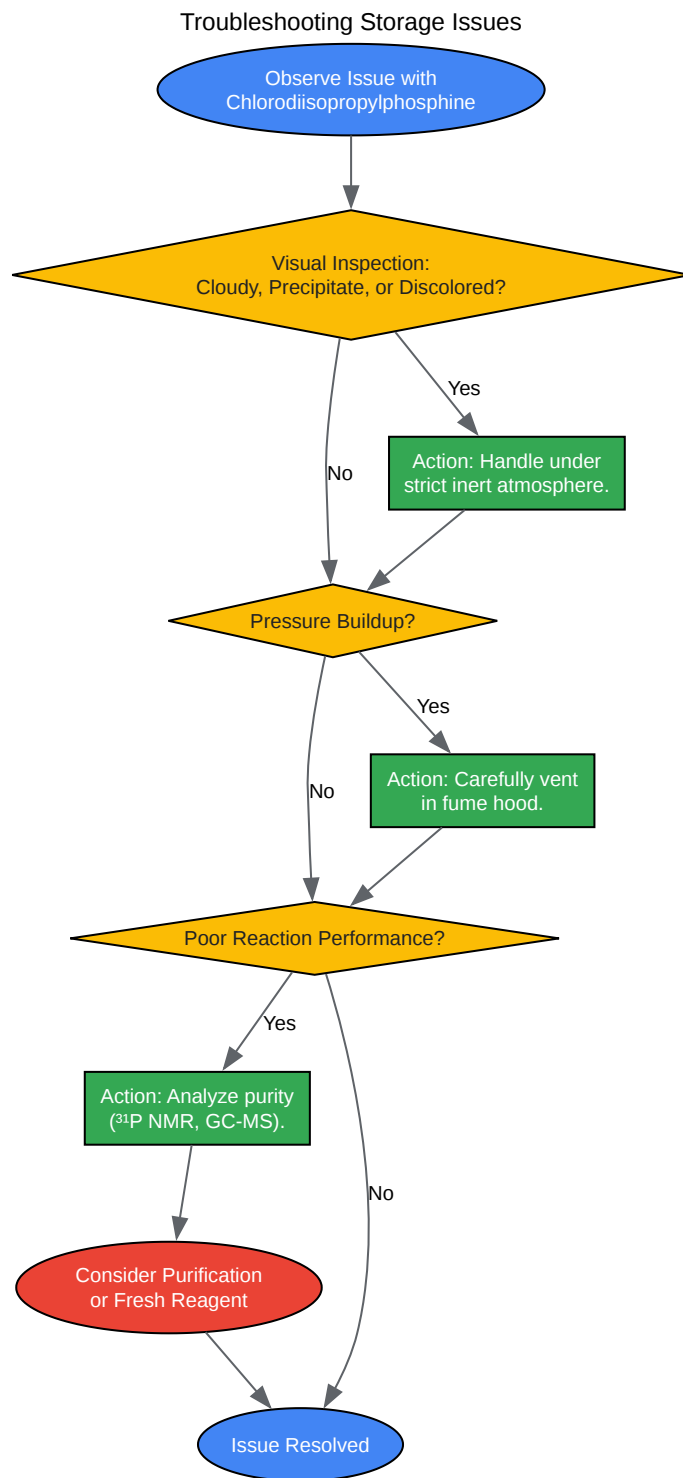 Troubleshooting Storage Issues
Observe Issue with
Chlorodiisopropylphosphine
Visual Inspection:
Cloudy, Precipitate, or Discolored?
Yes
Action: Handle under
strict inert atmosphere.
No
Pressure Buildup?
Yes
Action: Carefully vent
in fume hood.
No
Poor Reaction Performance?
Yes
Action: Analyze purity
(³¹P NMR, GC-MS).
No
Consider Purification
or Fresh Reagent
Issue Resolved